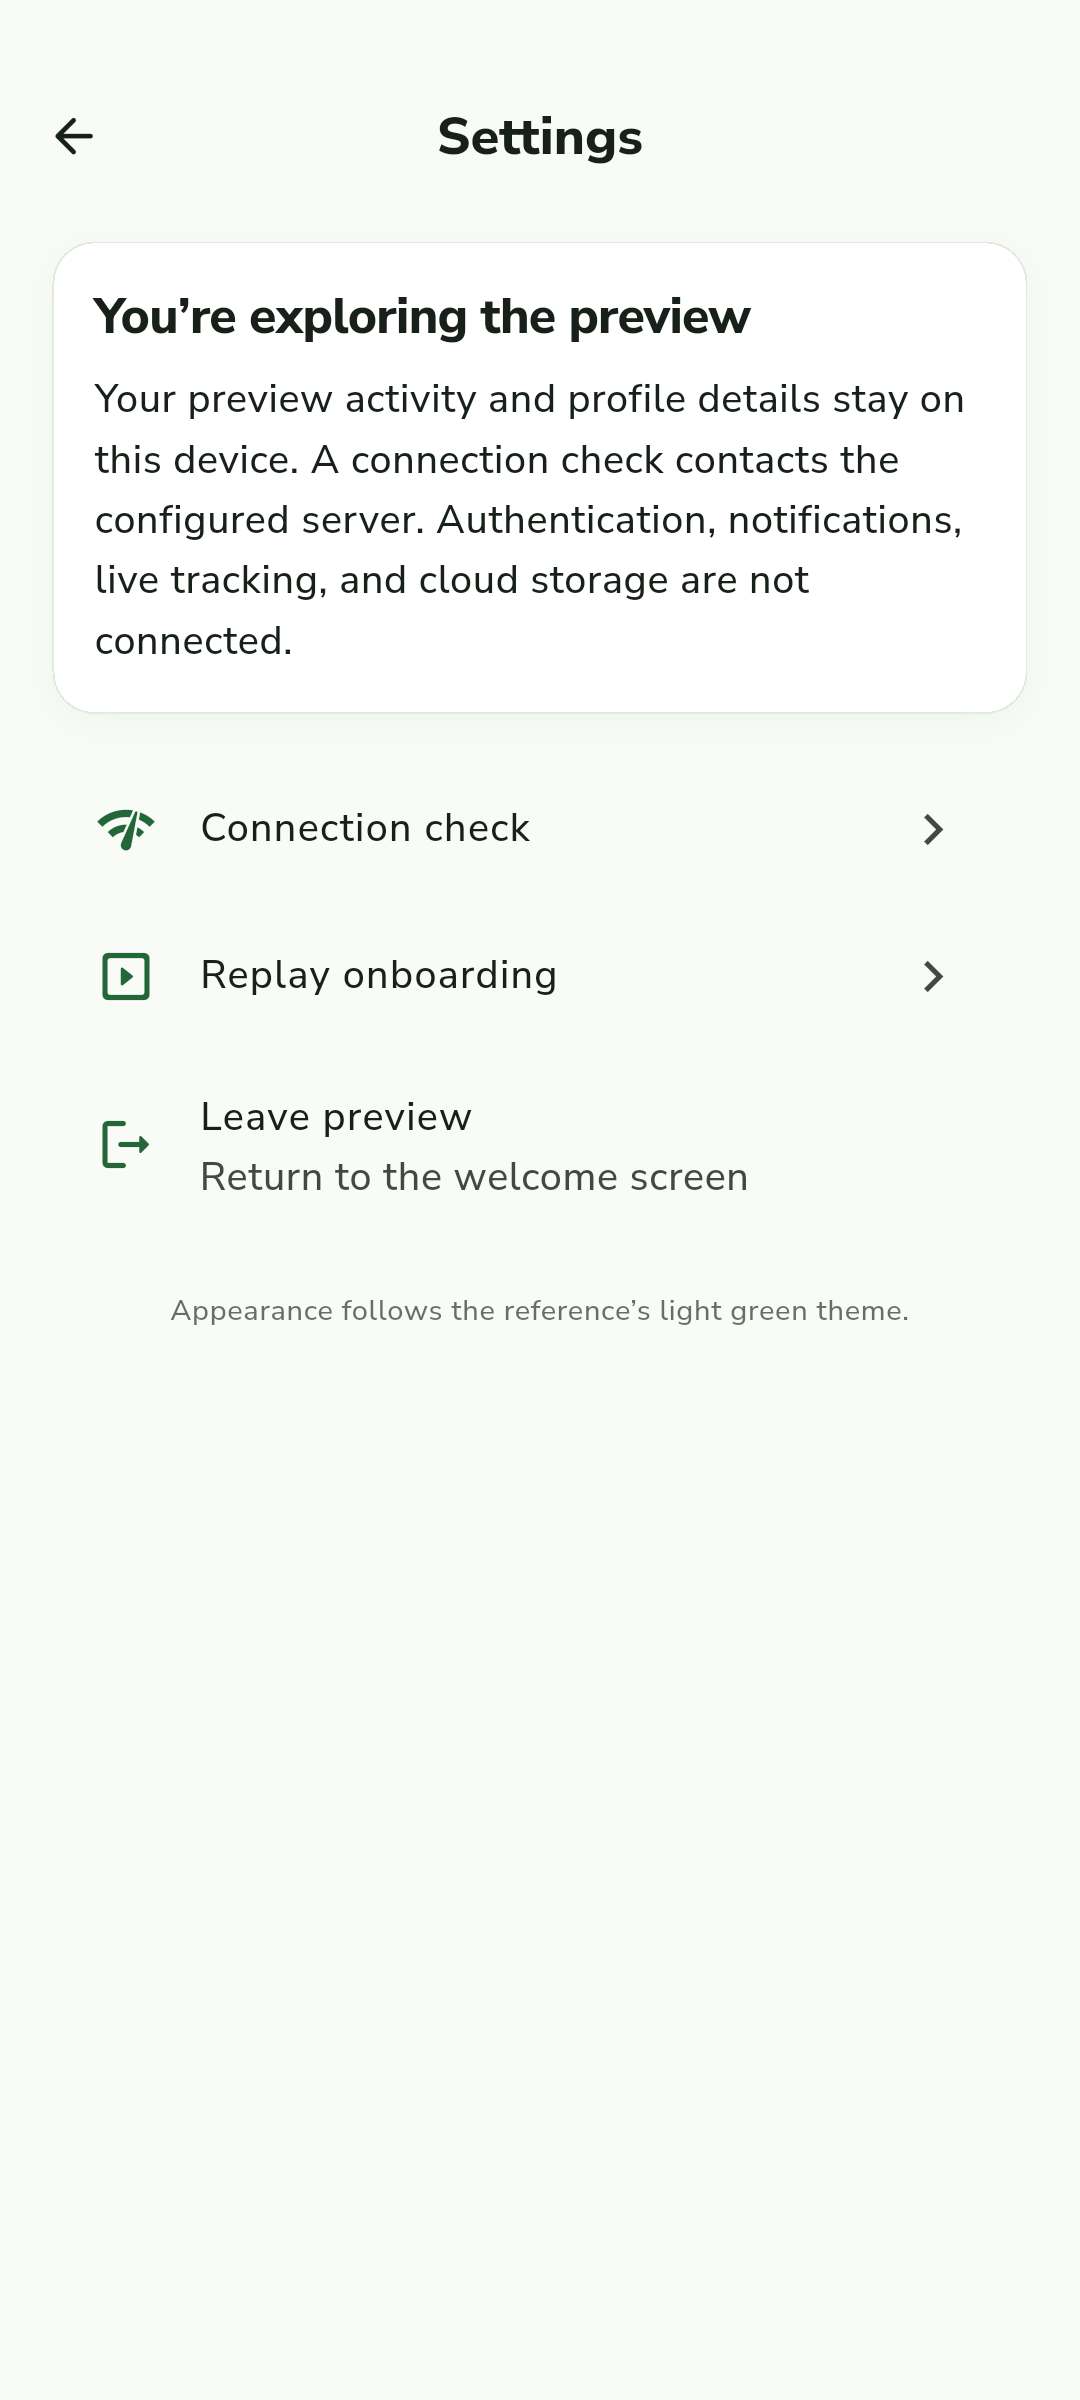 Settings
You’re exploring the preview
Your preview activity and profile details stay on
this device. A connection check contacts the
configured server. Authentication, notifications,
live tracking, and cloud storage are not
connected.
Connection check
Replay onboarding
Leave preview
Return to the welcome screen
Appearance follows the reference’s light green theme.